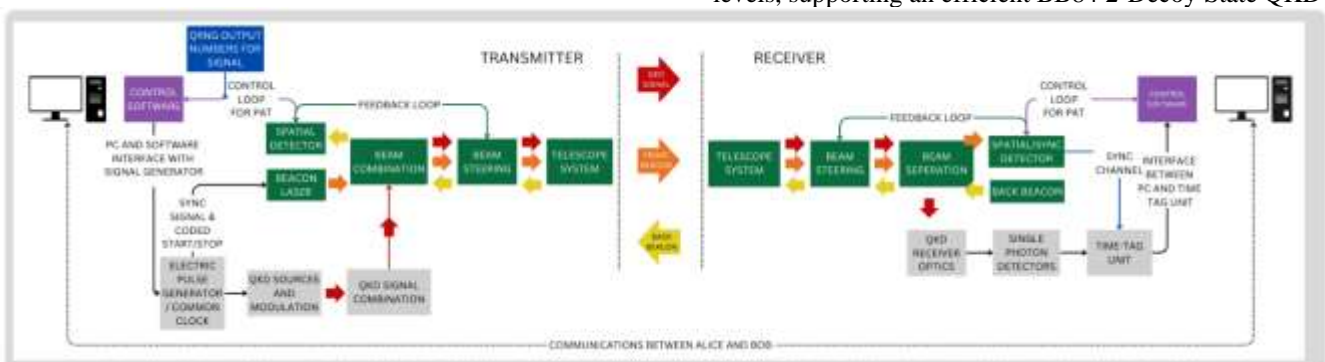 levels, supporting an efficient BB84 2-Decoy State QKD
QRNG OUTPUT
NUMBERS FOR
SIGNAL
TRANSMITTER
RECEIVER
CONTROL
SOFTWARE
CONTROL
LOOP
FOR PAT
FEEDBACK LOOP
SPATIAL
DETECTOR
PC AND SOFTWARE
INTERFACE WITH
SIGNAL GENERATOR
BEAM
COMBINATION
BEAM
STEERING
TELESCOPE
SYSTEM
BEACON
LASER
SYNC
SIGNAL &
CODED
START/STOP
ELECTRIC
PULSE
GENERATOR
/ COMMON
CLOCK
QKD SOURCES
AND
MODULATION
QKD SIGNAL
COMBINATION
QKD
SIGNAL
BEACON
BACK
BEACON
TELESCOPE
SYSTEM
BEAM
STEERING
BEAM
SEPERATION
FEEDBACK LOOP
SPATIAL/SYNC
DETECTOR
BACK BEACON
CONTROL
LOOP
FOR PAT
CONTROL
SOFTWARE
SYNC
CHANNEL
INTERFACE
BETWEEN
PC AND TIME
TAG UNIT
QKD
RECEIVER
OPTICS
SINGLE
PHOTON
DETECTORS
TIME-TAG
UNIT
COMMUNICATIONS BETWEEN ALICE AND BOB